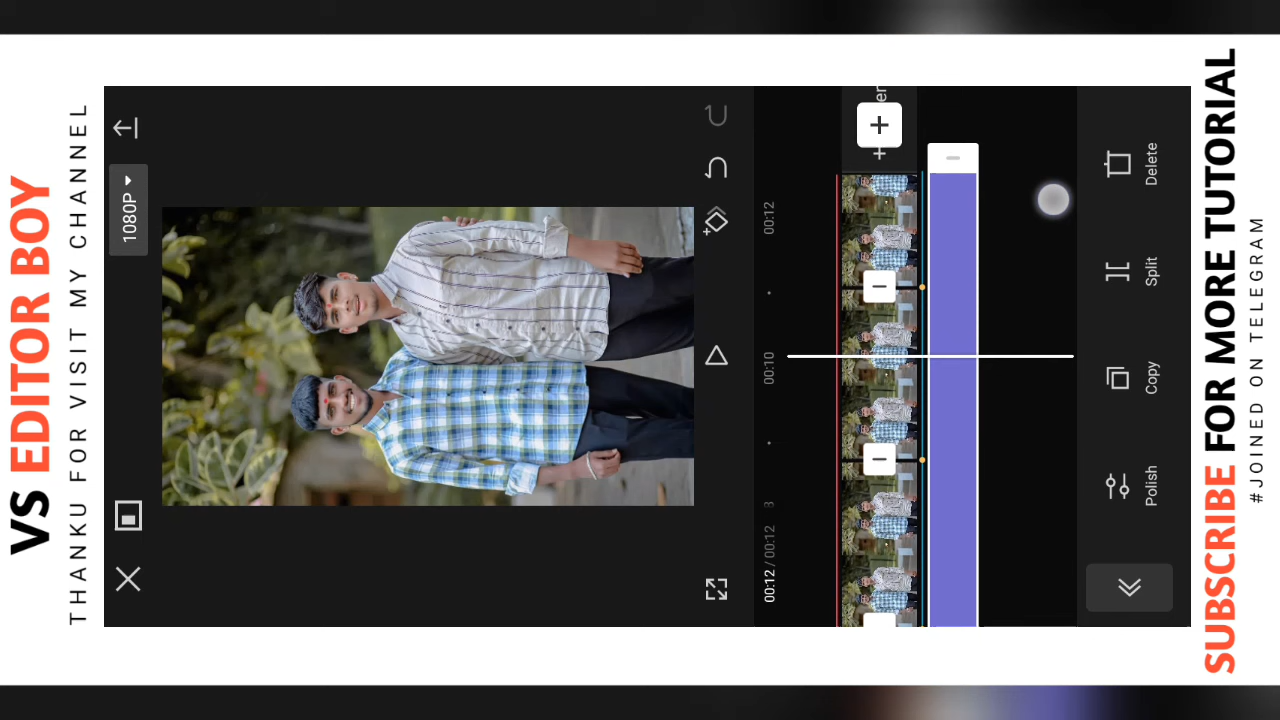 VS EDITOR BOY
THANKU FOR VISIT MY CHANNEL
1080P
00:12 / 00:12
00:10
00:12
Polish
Copy
Split
Delete
SUBSCRIBE FOR MORE TUTORIAL
#JOINED ON TELEGRAM